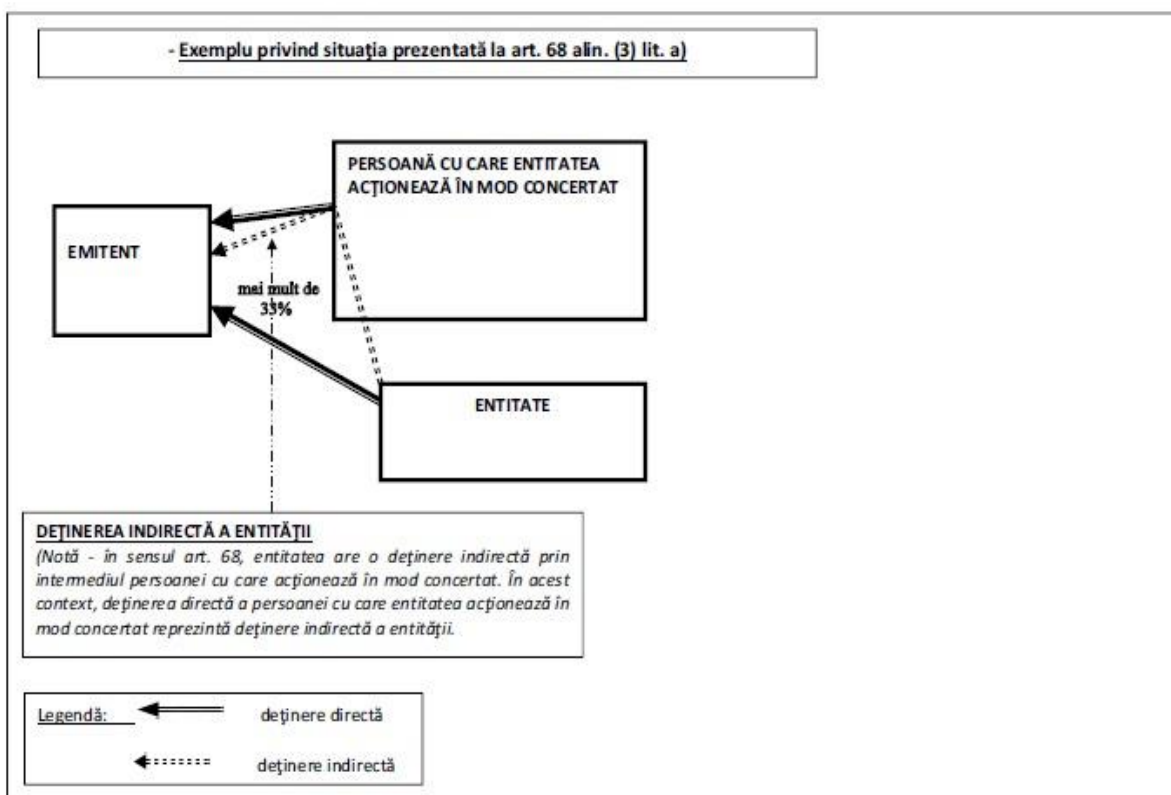 - Exemplu privind situaţia prezentată la art. 68 alin. (3) lit. a)
PERSOANĂ CU CARE ENTITATEA
ACŢIONEAZĂ ÎN MOD CONCERTAT
EMITENT
mai mult de
33%
ENTITATE
DEŢINEREA INDIRECTĂ A ENTITĂŢII
(Notă - în sensul art. 68, entitatea are o deţinere indirectă prin
intermediul persoanei cu care acţionează în mod concertat. În acest
context, deţinerea directă a persoanei cu care entitatea acţionează în
mod concertat reprezintă deţinere indirectă a entităţii.
Legendă:
deţinere directă
deţinere indirectă